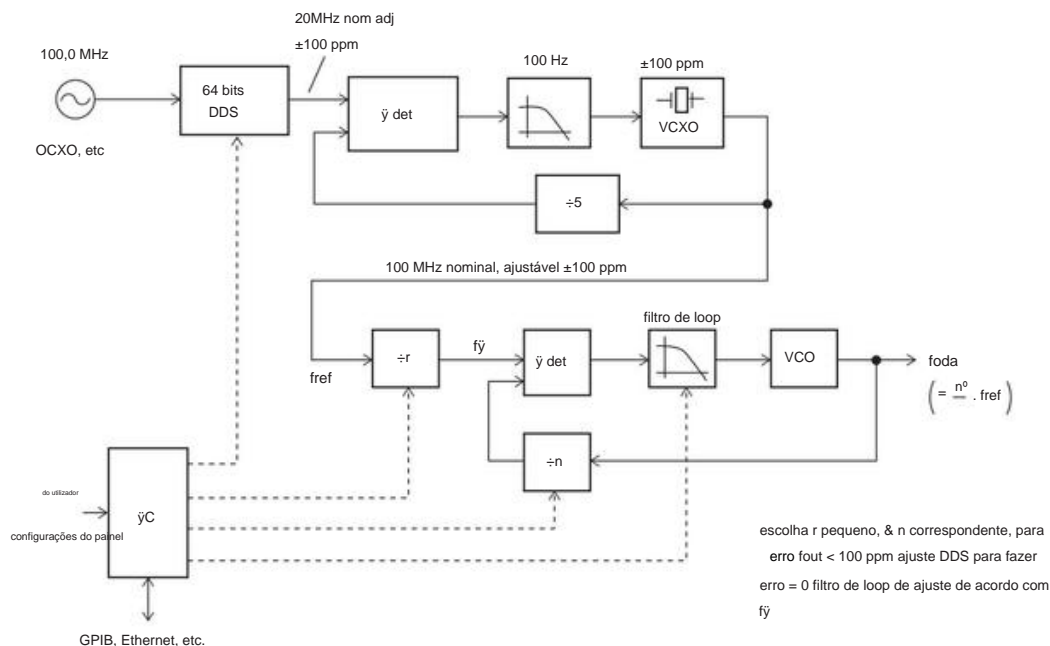 20MHz nom adj
±100 ppm
100,0 MHz
64 bits
DDS
ÿ det
100 Hz
±100 ppm
VCXO
OCXO, etc
÷5
100 MHz nominal, ajustável ±100 ppm
filtro de loop
fref
÷r
fÿ
ÿ det
VCO
foda
( = nº . fref )
÷n
do utilizador
configurações do painel
ÿC
GPIB, Ethernet, etc.
escolha r pequeno, & n correspondente, para
erro fout < 100 ppm ajuste DDS para fazer
erro = 0 filtro de loop de ajuste de acordo com
fÿ